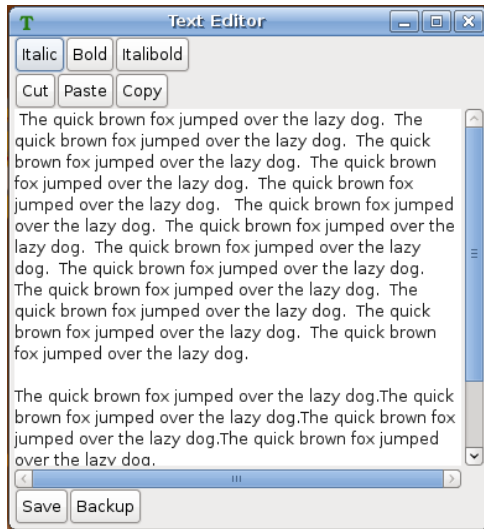 T Text Editor
Italic Bold Italibold
Cut Paste Copy
The quick brown fox jumped over the lazy dog.  The
quick brown fox jumped over the lazy dog.  The quick
brown fox jumped over the lazy dog.  The quick brown
fox jumped over the lazy dog.  The quick brown fox
jumped over the lazy dog.   The quick brown fox jumped
over the lazy dog.  The quick brown fox jumped over the
lazy dog.  The quick brown fox jumped over the lazy
dog.  The quick brown fox jumped over the lazy dog.
The quick brown fox jumped over the lazy dog.  The
quick brown fox jumped over the lazy dog.  The quick
brown fox jumped over the lazy dog.  The quick brown
fox jumped over the lazy dog.
The quick brown fox jumped over the lazy dog.The quick
brown fox jumped over the lazy dog.The quick brown fox
jumped over the lazy dog.The quick brown fox jumped
over the lazy dog.
Save Backup